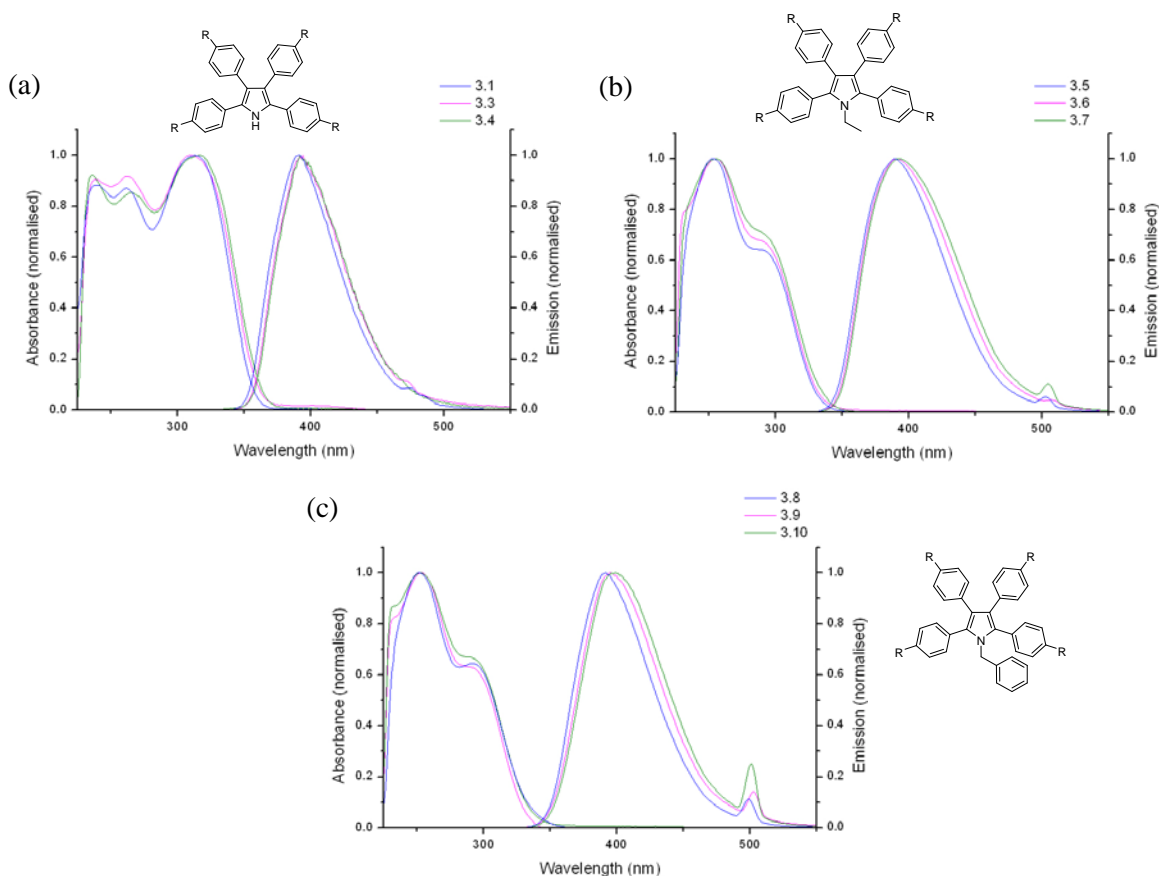 (a)
R
R
R
R
N
H
3.1
3.3
3.4
Absorbance (normalised)
1.0
0.8
0.6
0.4
0.2
0.0
300
400
500
Wavelength (nm)
1.0
0.8
0.6
0.4
0.2
0.0
Emission (normalised)
(b)
R
R
R
R
N
3.5
3.6
3.7
Absorbance (normalised)
1.0
0.8
0.6
0.4
0.2
0.0
300
400
500
Wavelength (nm)
1.0
0.8
0.6
0.4
0.2
0.0
Emission (normalised)
(c)
3.8
3.9
3.10
Absorbance (normalised)
1.0
0.8
0.6
0.4
0.2
0.0
300
400
500
Wavelength (nm)
1.0
0.8
0.6
0.4
0.2
0.0
Emission (normalised)
R
R
R
R
N